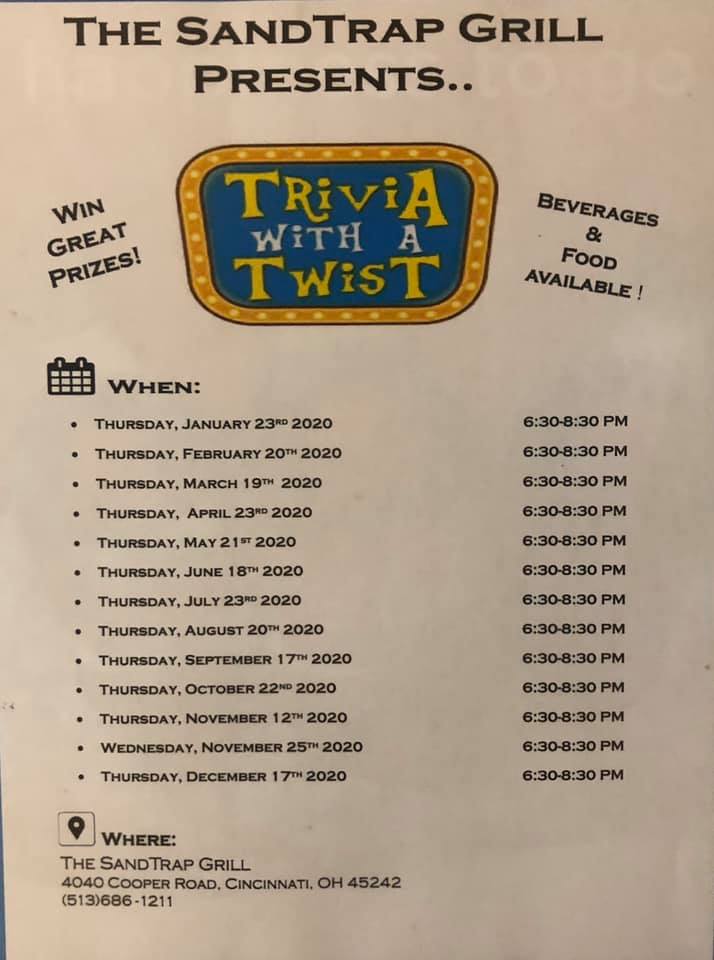 THE SANDTRAP GRILL
PRESENTS..
WIN
GREAT
PRIZES!
TRiViA
WiTH A
TWiST
BEVERAGES
&
FOOD
AVAILABLE !
WHEN:
• THURSDAY, JANUARY 23RD 2020 6:30-8:30 PM
• THURSDAY, FEBRUARY 20TH 2020 6:30-8:30 PM
• THURSDAY, MARCH 19TH 2020 6:30-8:30 PM
• THURSDAY, APRIL 23RD 2020 6:30-8:30 PM
• THURSDAY, MAY 21ST 2020 6:30-8:30 PM
• THURSDAY, JUNE 18TH 2020 6:30-8:30 PM
• THURSDAY, JULY 23RD 2020 6:30-8:30 PM
• THURSDAY, AUGUST 20TH 2020 6:30-8:30 PM
• THURSDAY, SEPTEMBER 17TH 2020 6:30-8:30 PM
• THURSDAY, OCTOBER 22ND 2020 6:30-8:30 PM
• THURSDAY, NOVEMBER 12TH 2020 6:30-8:30 PM
• WEDNESDAY, NOVEMBER 25TH 2020 6:30-8:30 PM
• THURSDAY, DECEMBER 17TH 2020 6:30-8:30 PM
WHERE:
THE SANDTRAP GRILL
4040 COOPER ROAD, CINCINNATI, OH 45242
(513)686-1211